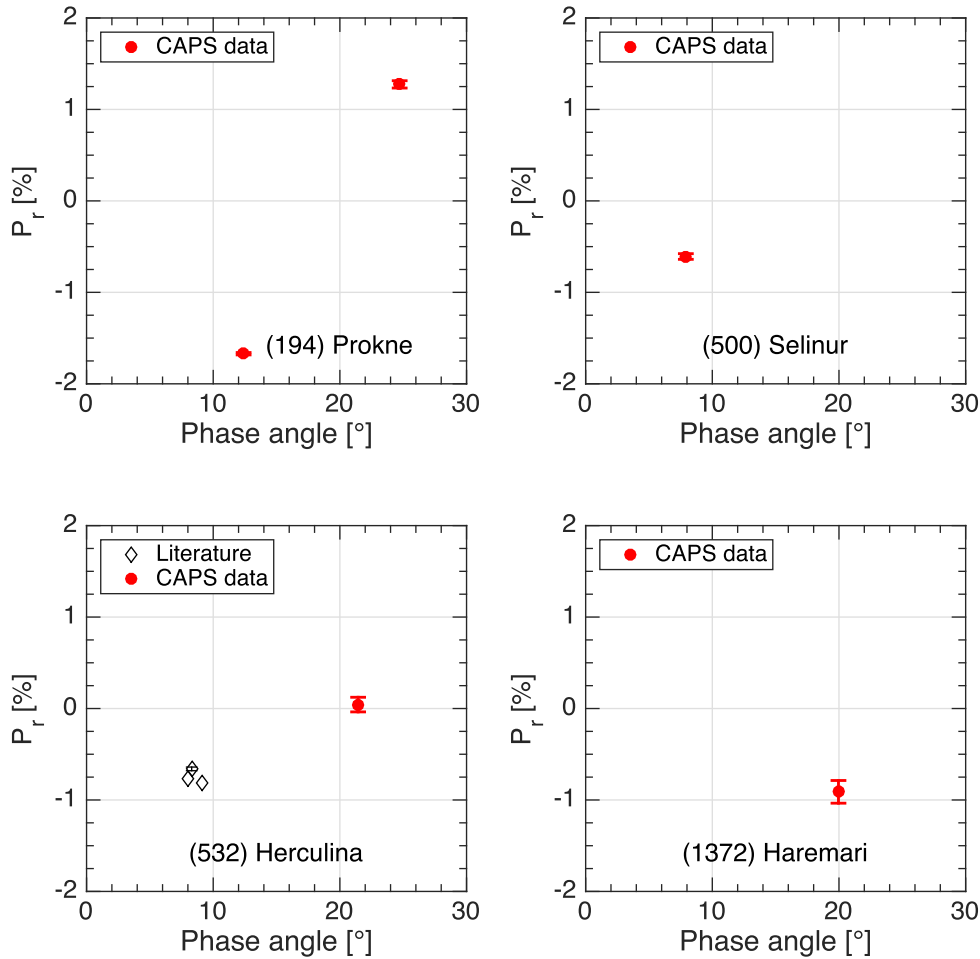 2
1
0
-1
-2
P_r [%]
CAPS data
(194) Prokne
0 10 20 30
Phase angle [°]
2
1
0
-1
-2
P_r [%]
CAPS data
(500) Selinur
0 10 20 30
Phase angle [°]
2
1
0
-1
-2
P_r [%]
Literature
CAPS data
(532) Herculina
0 10 20 30
Phase angle [°]
2
1
0
-1
-2
P_r [%]
CAPS data
(1372) Haremari
0 10 20 30
Phase angle [°]